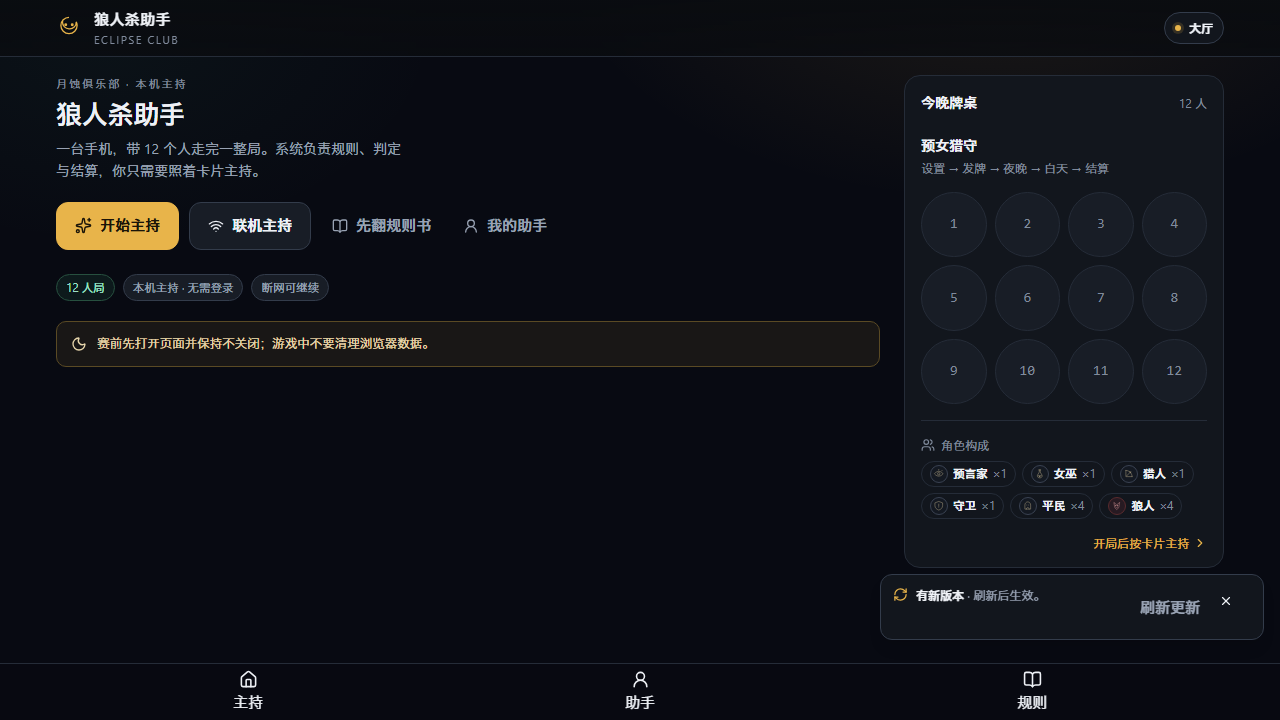 狼人杀助手
ECLIPSE CLUB
大厅
月蚀俱乐部 · 本机主持
狼人杀助手
一台手机，带 12 个人走完一整局。系统负责规则、判定
与结算，你只需要照着卡片主持。
开始主持
联机主持
先翻规则书
我的助手
12 人局
本机主持 · 无需登录
断网可继续
赛前先打开页面并保持不关闭；游戏中不要清理浏览器数据。
今晚牌桌
12 人
预女猎守
设置 → 发牌 → 夜晚 → 白天 → 结算
1 2 3 4
5 6 7 8
9 10 11 12
角色构成
预言家 ×1 女巫 ×1 猎人 ×1
守卫 ×1 平民 ×4 狼人 ×4
开局后按卡片主持
有新版本 · 刷新后生效。
刷新更新
主持
助手
规则